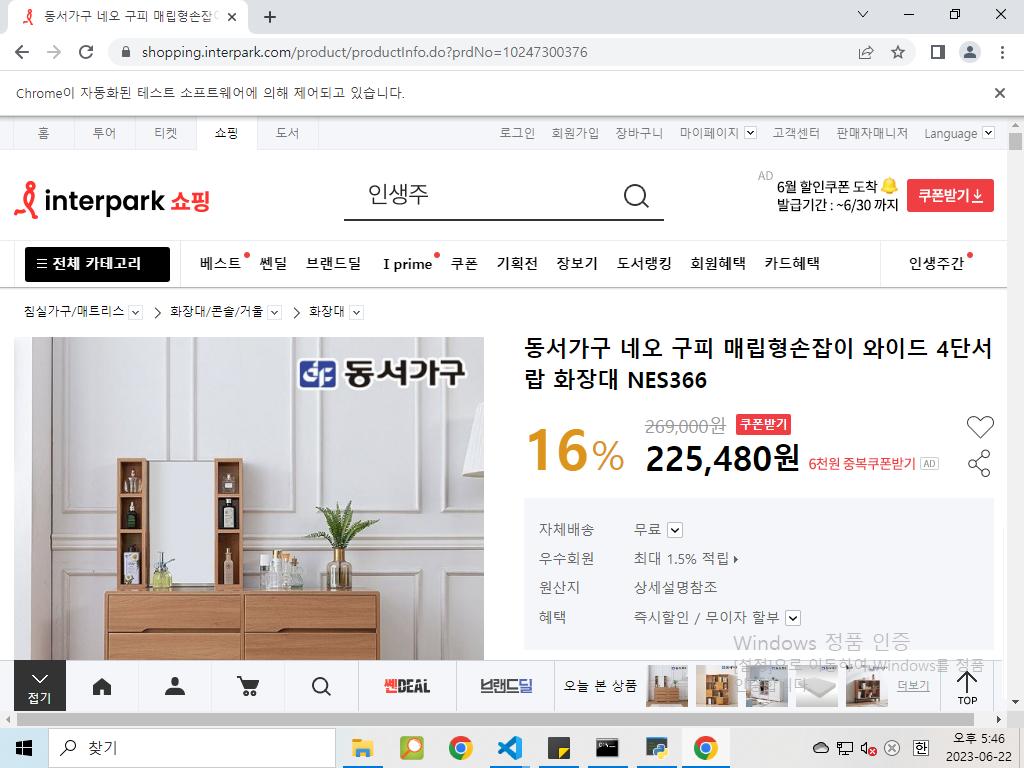 동서가구 네오 구피 매립형손잡이
shopping.interpark.com/product/productInfo.do?prdNo=10247300376
Chrome이 자동화된 테스트 소프트웨어에 의해 제어되고 있습니다.
홈 투어 티켓 쇼핑 도서 로그인 회원가입 장바구니 마이페이지 고객센터 판매자매니저 Language
AD
6월 할인쿠폰 도착
발급기간 : ~6/30 까지
쿠폰받기
interpark 쇼핑 인생주
전체 카테고리 베스트 쎈딜 브랜드딜 I prime 쿠폰 기획전 장보기 도서랭킹 회원혜택 카드혜택 인생주간
침실가구/매트리스 화장대/콘솔/거울 화장대
동서가구
동서가구 네오 구피 매립형손잡이 와이드 4단서
랍 화장대 NES366
269,000원 쿠폰받기
16% 225,480원 6천원 중복쿠폰받기 AD
자체배송 무료
우수회원 최대 1.5% 적립
원산지 상세설명참조
혜택 즉시할인 / 무이자 할부
Windows 정품 인증
[설정]으로 이동하여 Windows를 정품
인증합니다.
접기 쎈DEAL 브랜드딜 오늘 본 상품 더보기 TOP
찾기
한
오후 5:46
2023-06-22